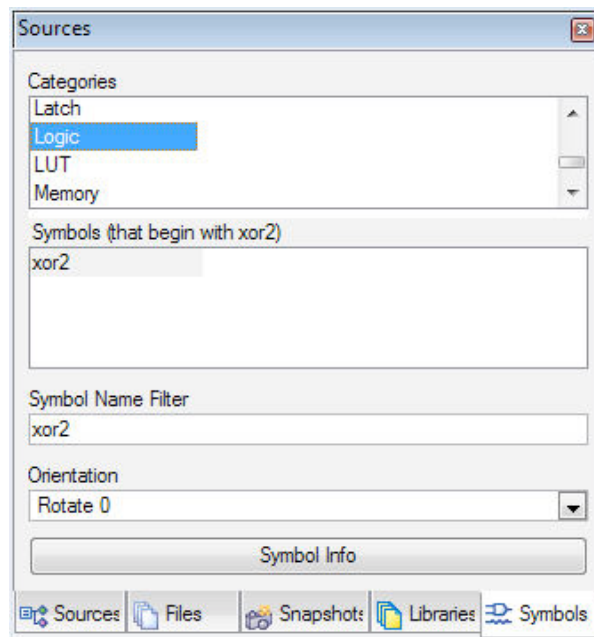 Sources
Categories
Latch
Logic
LUT
Memory
Symbols (that begin with xor2)
xor2
Symbol Name Filter
xor2
Orientation
Rotate 0
Symbol Info
Sources Files Snapshots Libraries Symbols